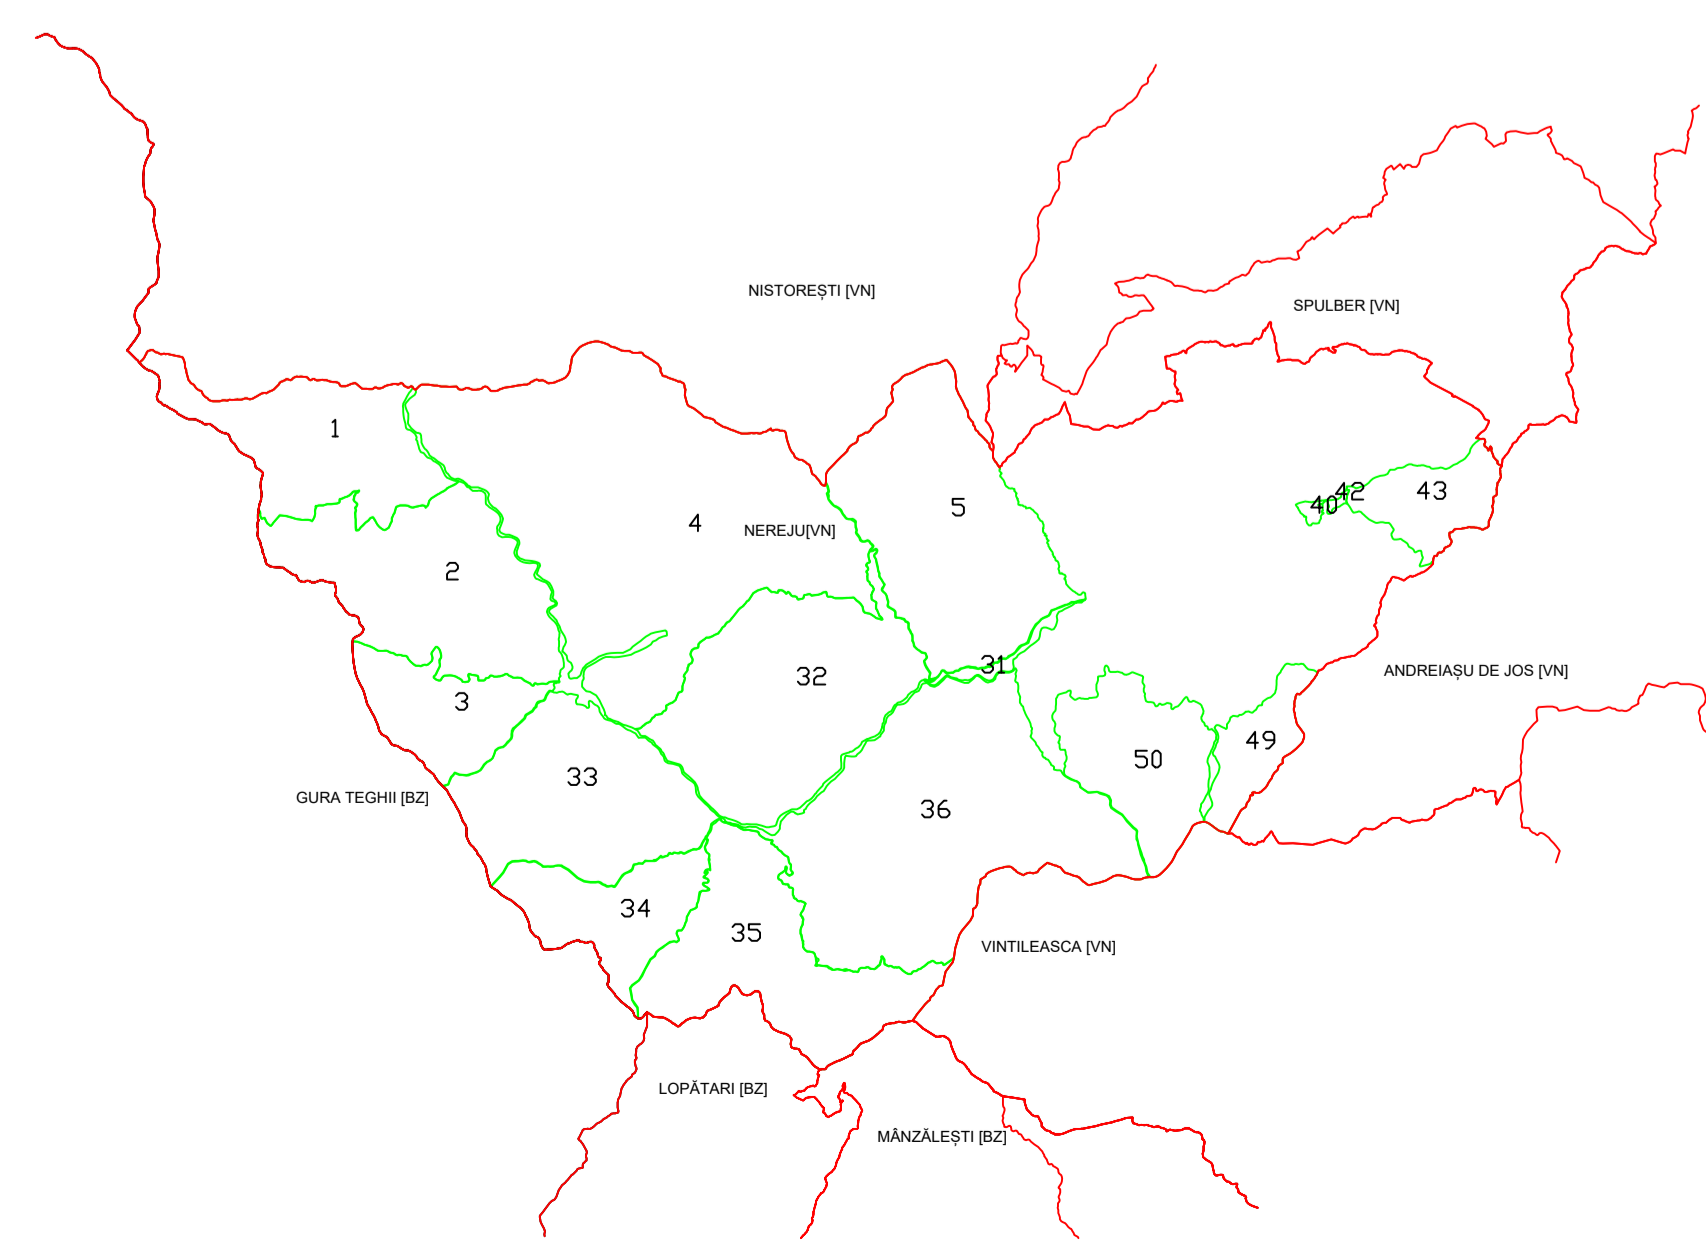 NISTOREȘTI [VN]
SPULBER [VN]
1
5
4
NEREJU[VN]
40
42
43
2
31
32
ANDREIAȘU DE JOS [VN]
3
49
50
33
GURA TEGHII [BZ]
36
34
35
VINTILEASCA [VN]
LOPĂTARI [BZ]
MÂNZĂLEȘTI [BZ]